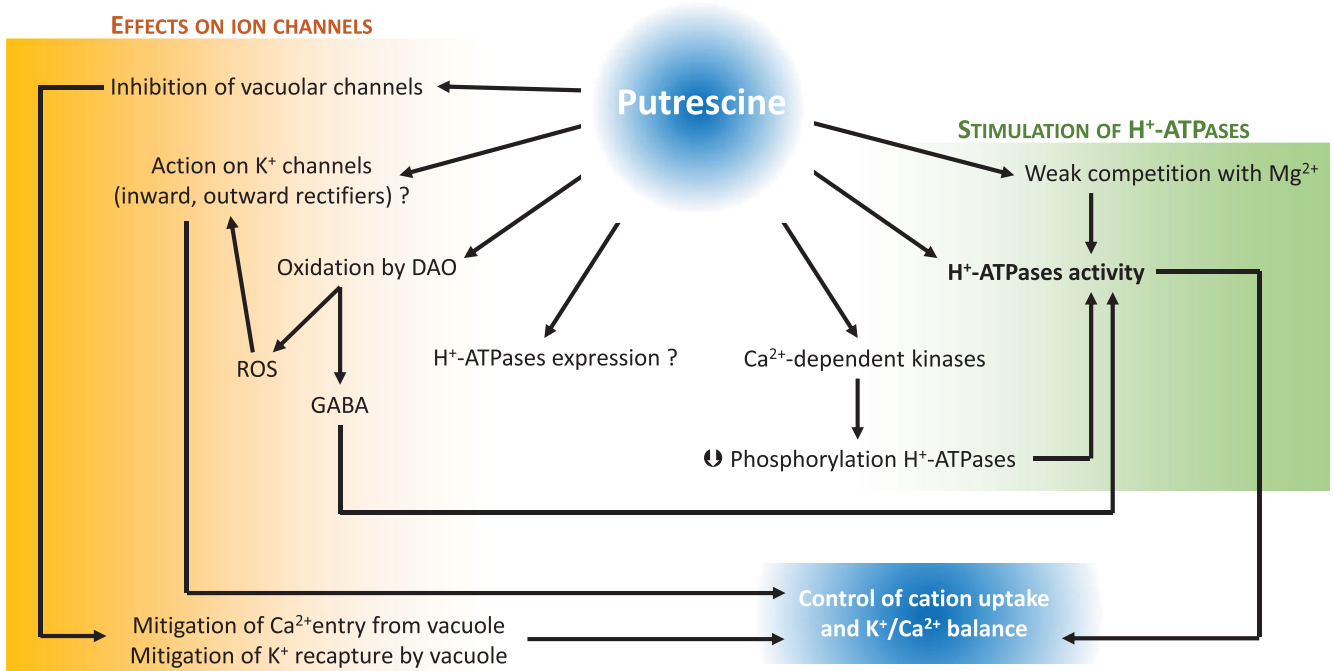 EFFECTS ON ION CHANNELS
Putrescine
Inhibition of vacuolar channels
STIMULATION OF H⁺-ATPASES
Action on K⁺ channels
(inward, outward rectifiers) ?
Weak competition with Mg²⁺
Oxidation by DAO
H⁺-ATPases activity
ROS
H⁺-ATPases expression ?
Ca²⁺-dependent kinases
GABA
Phosphorylation H⁺-ATPases
Control of cation uptake
and K⁺/Ca²⁺ balance
Mitigation of Ca²⁺entry from vacuole
Mitigation of K⁺ recapture by vacuole